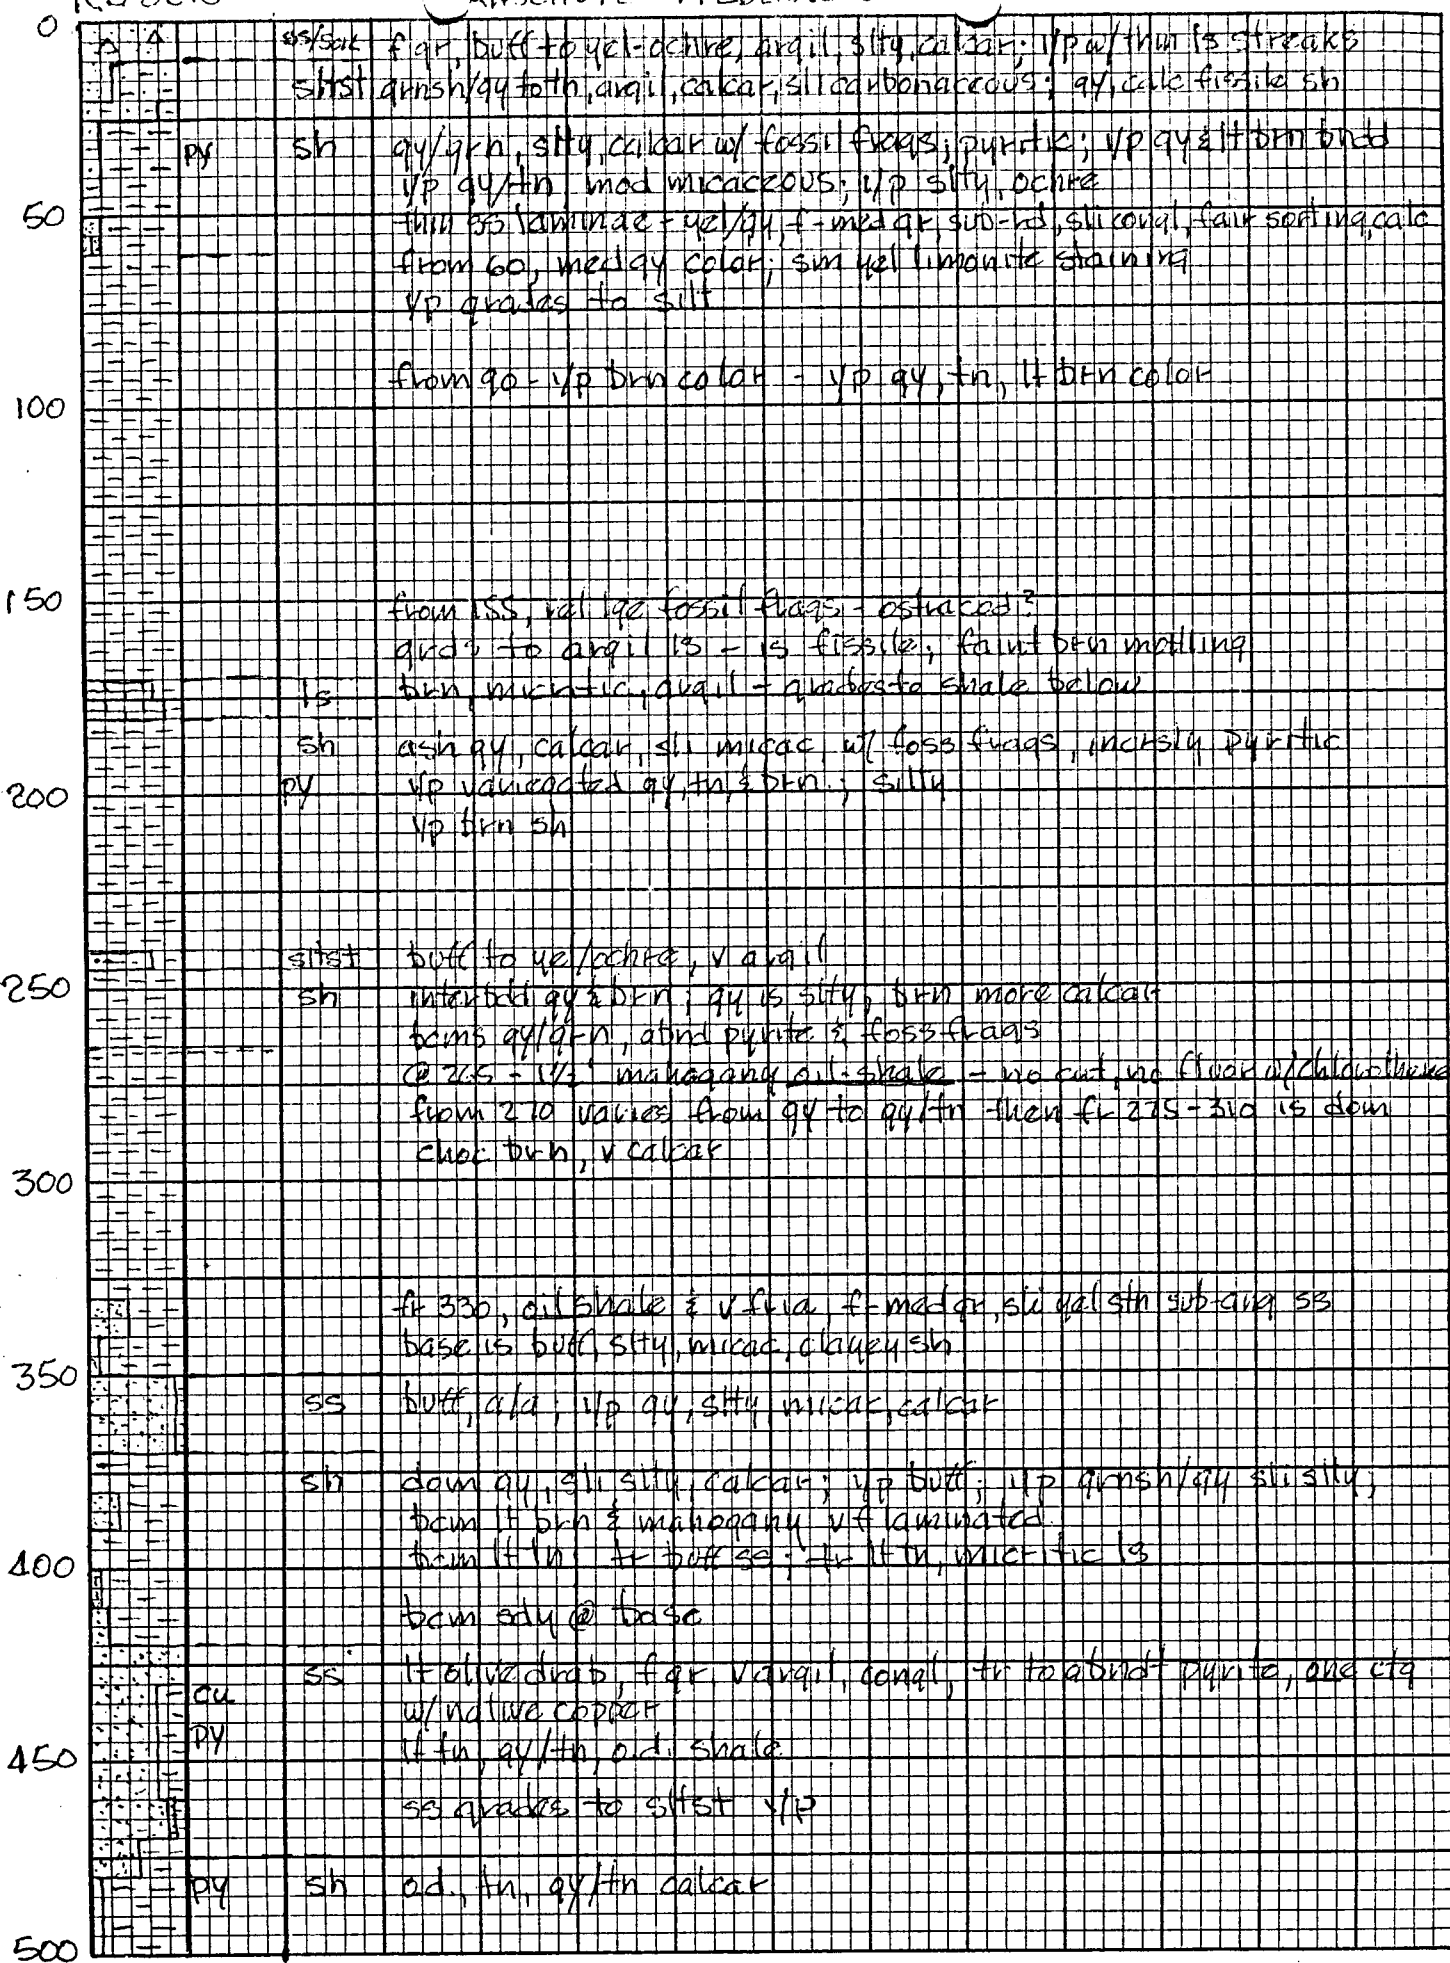 0
ss/soil f gr, buff to yel-ochre, argil, slty, calcar; i/p w/ thin ls streaks
sltst grnsh/gy to tn, argil, calcar, sli carbonaceous; gy, calc fissile sh
py sh gy/grn, slty, calcar w/ fossil frags, pyritic; i/p gy & lt brn bndd
i/p gy/tn mod micaceous; i/p slty, ochre
50 thin ss laminae - yel/gy, f-med gr, sub-rd, sli congl, fair sorting, calc
from 60, med gy color; sm yel limonite staining
i/p grades to silt
from 90 - i/p brn color - i/p gy, tn, lt brn color
100
150 from 155, lge fossil frags - ostracod?
grds to argil ls - is fissile; faint brn mottling
ls brn, micritic, argil - grades to shale below
sh ash gy, calcar, sli micac w/ foss frags, incrsly pyritic
200 py i/p variegated gy, tn, & brn.; silty
i/p brn sh
sltst buff to yel/ochre, v argil
250 sh interbdd gy & brn; gy is slty, brn more calcar
bcms gy/grn, abnd pyrite & foss frags
@ 265 - 1½' mahogany oil-shale - no cut, no fluor w/chlorothene
from 270 varies from gy to gy/tn then fr 275-310 is dom
choc brn, v calcar
300
fr 330, oil shale & v fria, f-med gr, sli yel stn sub-ang ss
base is buff, slty, micac, clayey sh
350
ss buff, a/a; i/p gy, slty micac, calcar
sh dom gy, sli slty, calcar; i/p buff; i/p grnsh/gy sli slty;
bcm lt brn & mahogany v f laminated
400 bcm lt tn tr buff ss; tr lt tn, micritic ls
bcm sdy @ base
ss lt olive drab, f gr, v argil, congl, tr to abndt pyrite, one ctg
cu w/ native copper
py lt tn, gy/tn, o.d. shale
450
ss grades to sltst i/p
py sh o.d., tn, gy/tn calcar
500